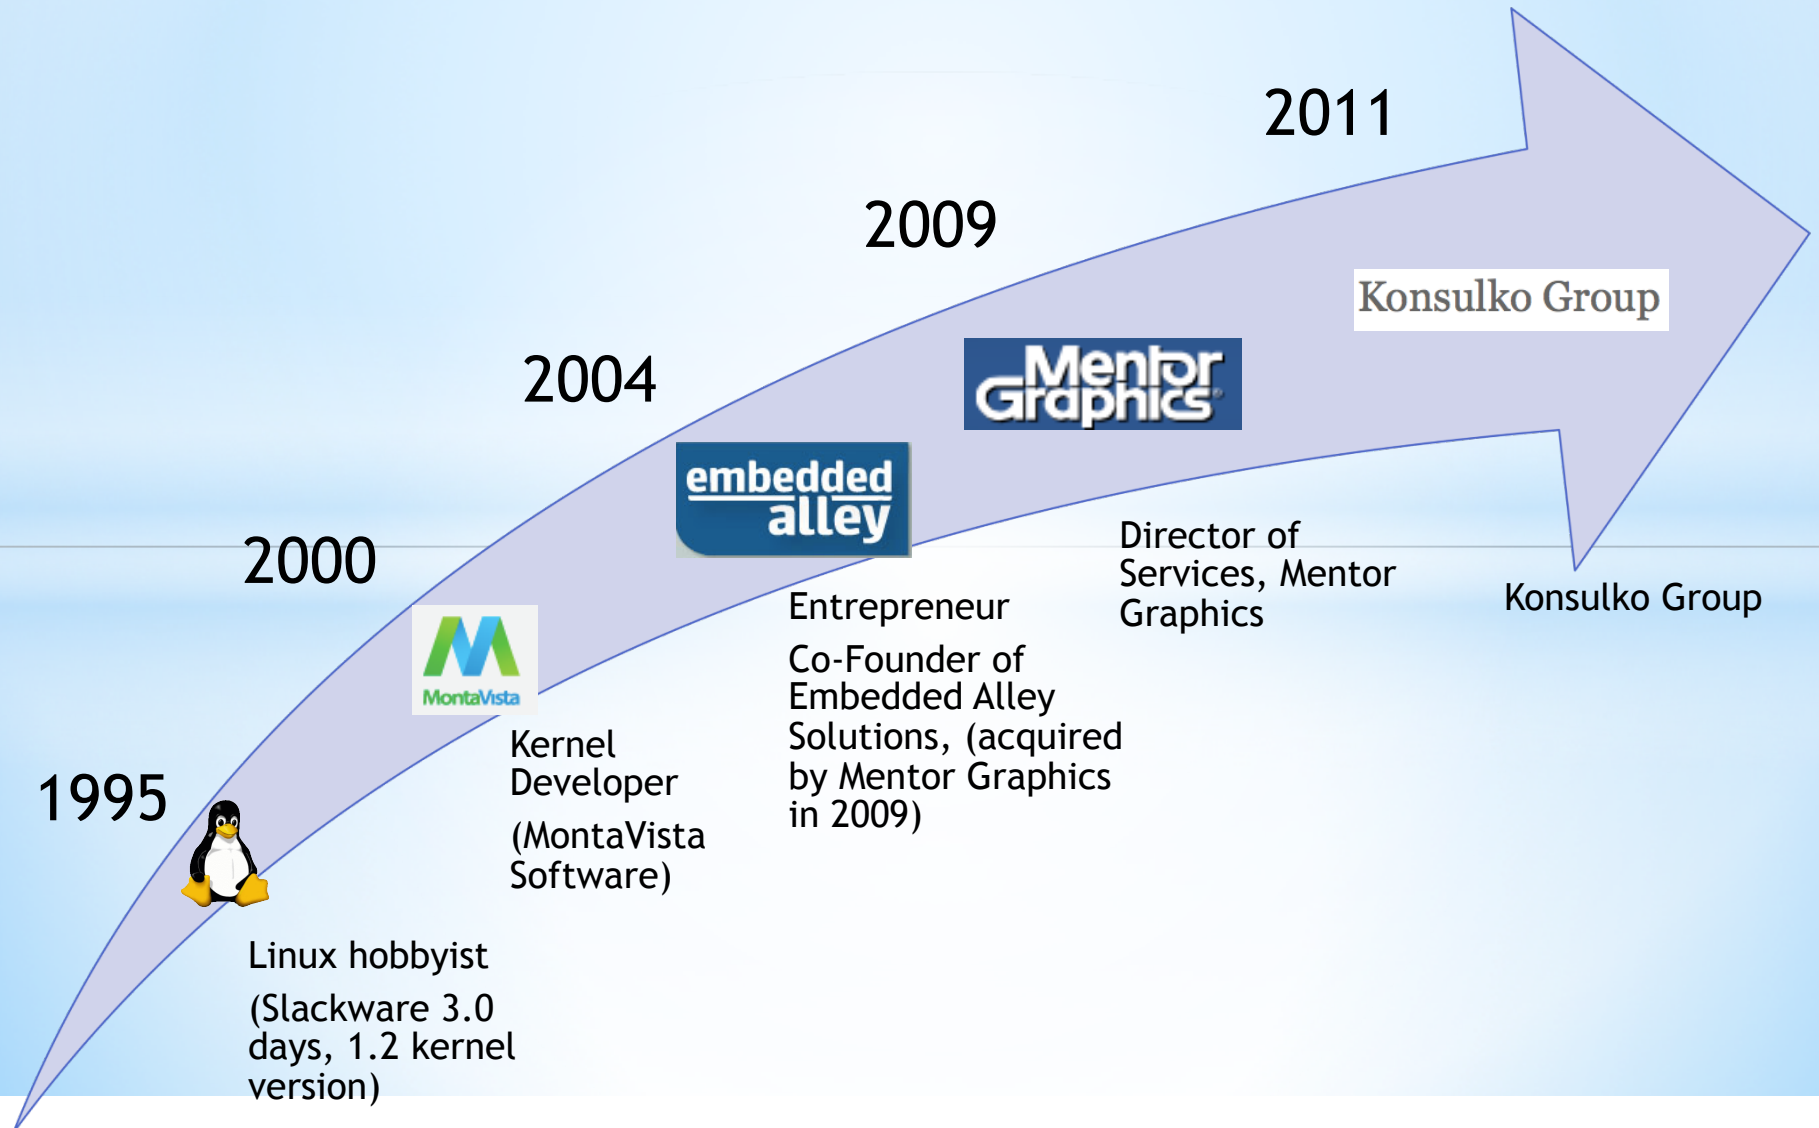 1995
Linux hobbyist
(Slackware 3.0
days, 1.2 kernel
version)
2000
MontaVista
Kernel
Developer
(MontaVista
Software)
2004
embedded
alley
Entrepreneur
Co-Founder of
Embedded Alley
Solutions, (acquired
by Mentor Graphics
in 2009)
2009
Mentor
Graphics®
Director of
Services, Mentor
Graphics
2011
Konsulko Group
Konsulko Group